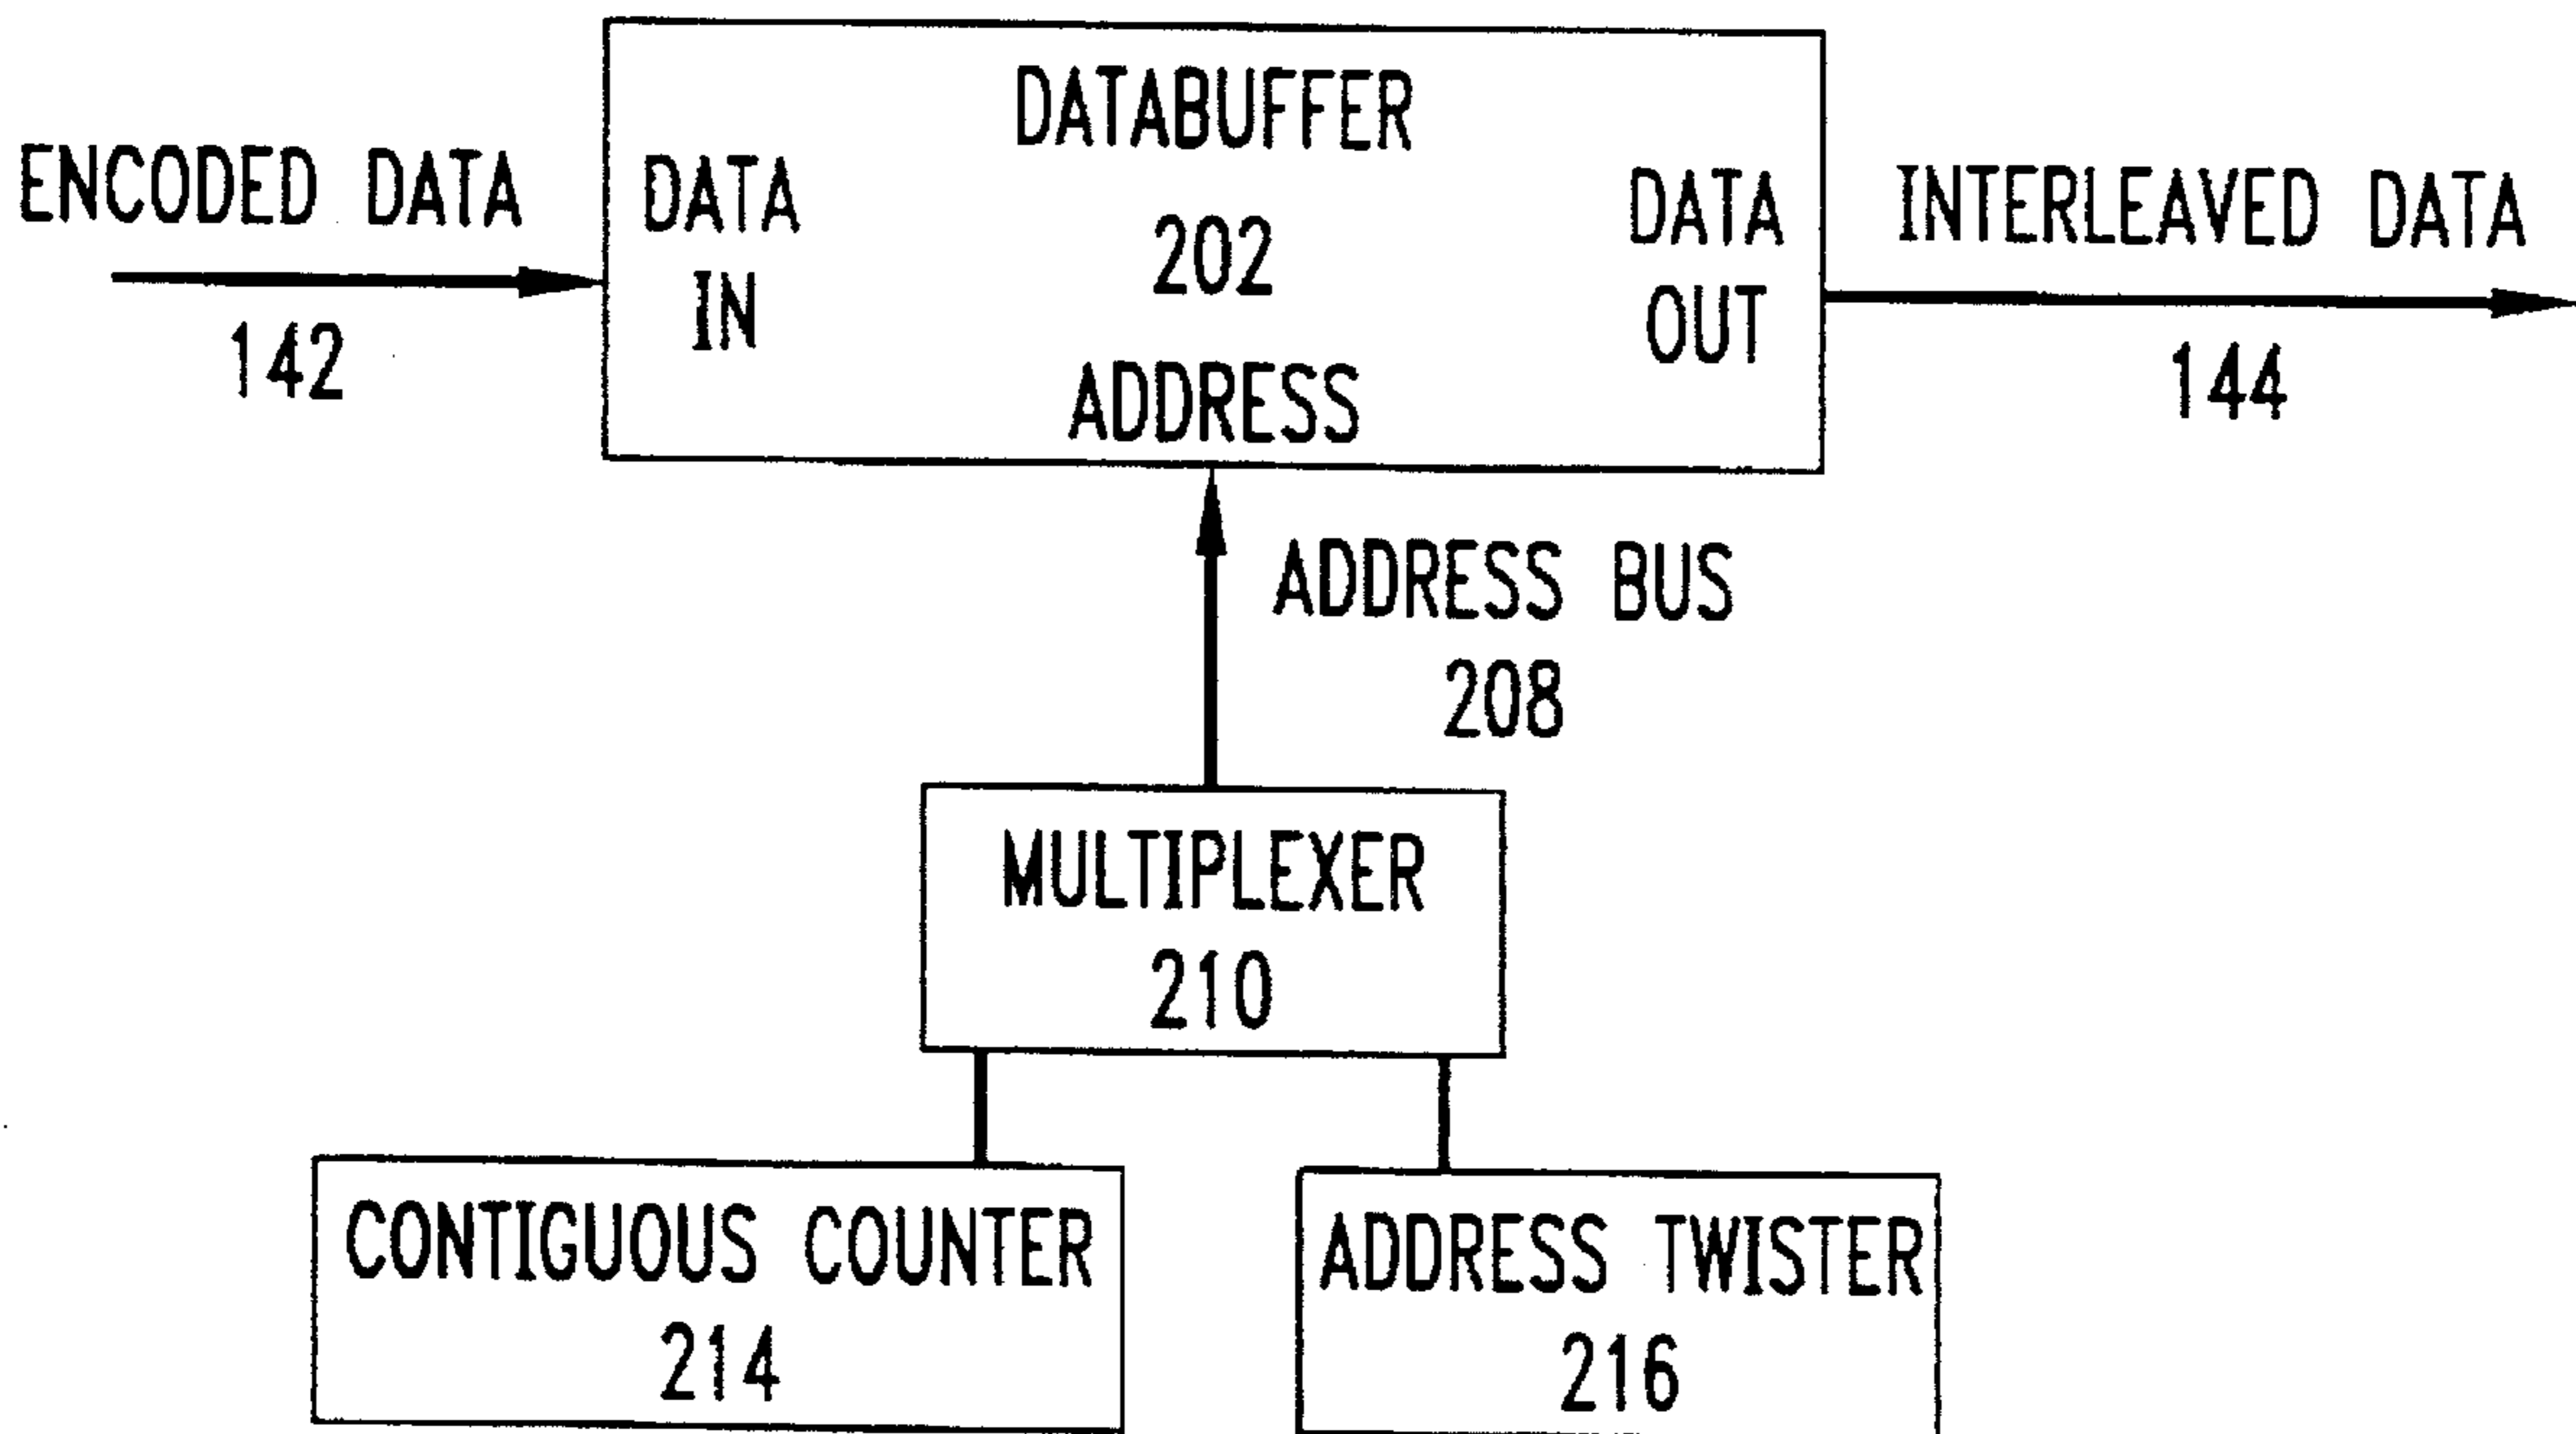 ENCODED DATA
142
DATABUFFER
202
DATA
IN
ADDRESS
DATA
OUT
INTERLEAVED DATA
144
ADDRESS BUS
208
MULTIPLEXER
210
CONTIGUOUS COUNTER
214
ADDRESS TWISTER
216